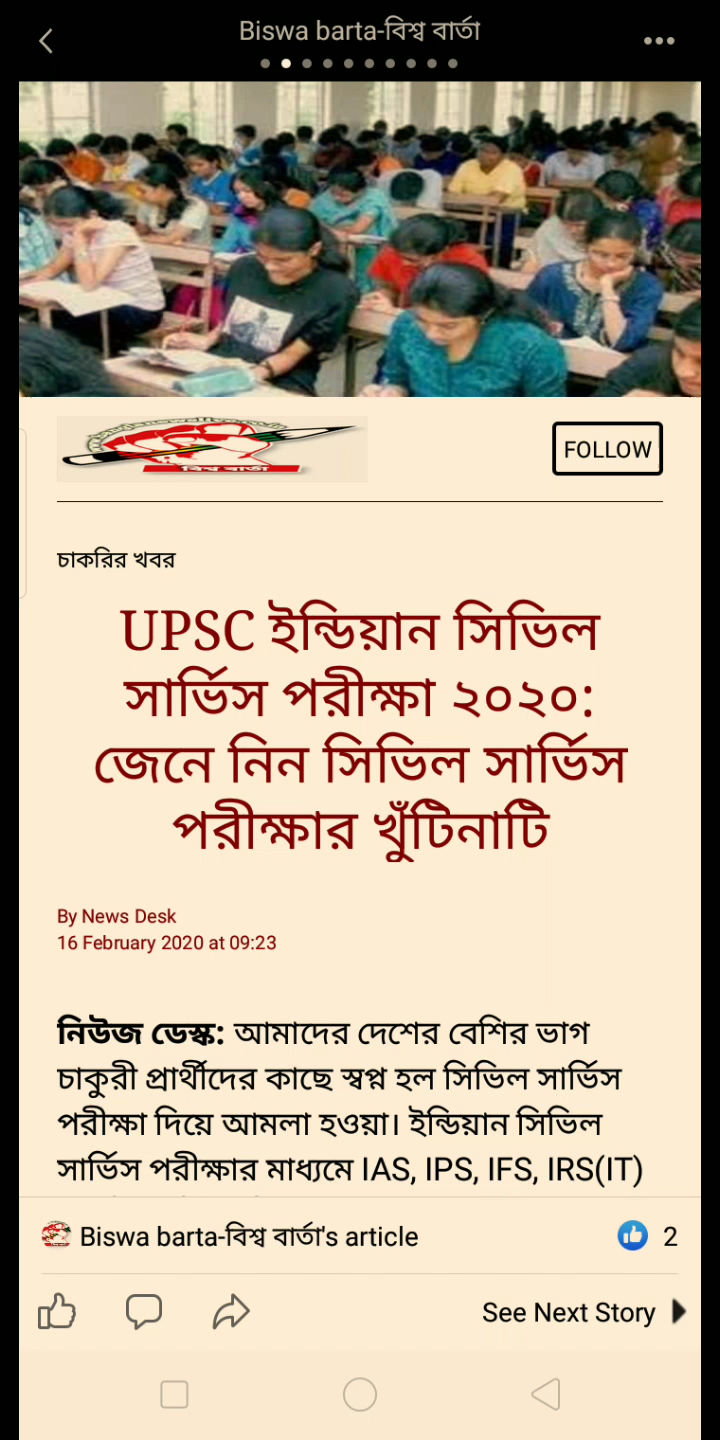 Biswa barta-বিশ্ব বার্তা
বিশ্ব বার্তা
FOLLOW
চাকরির খবর
UPSC ইন্ডিয়ান সিভিল
সার্ভিস পরীক্ষা ২০২০:
জেনে নিন সিভিল সার্ভিস
পরীক্ষার খুঁটিনাটি
By News Desk
16 February 2020 at 09:23
নিউজ ডেস্ক: আমাদের দেশের বেশির ভাগ
চাকুরী প্রার্থীদের কাছে স্বপ্ন হল সিভিল সার্ভিস
পরীক্ষা দিয়ে আমলা হওয়া। ইন্ডিয়ান সিভিল
সার্ভিস পরীক্ষার মাধ্যমে IAS, IPS, IFS, IRS(IT)
Biswa barta-বিশ্ব বার্তা's article
2
See Next Story